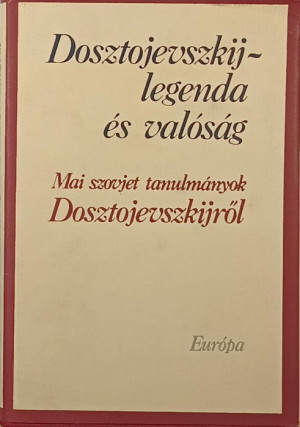 Dosztojevszkij–
legenda
és valóság
Mai szovjet tanulmányok
Dosztojevszkijről
Európa